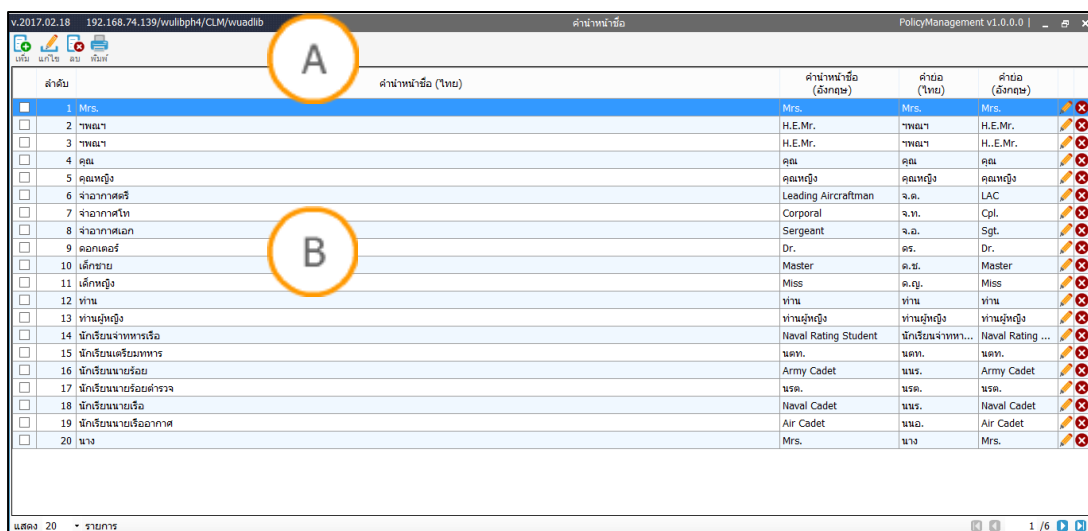 v.2017.02.18 192.168.74.139/wulibph4/CLM/wuadlib คำนำหน้าชื่อ PolicyManagement v1.0.0.0 |
เพิ่ม แก้ไข ลบ พิมพ์
A
ลำดับ คำนำหน้าชื่อ (ไทย) คำนำหน้าชื่อ (อังกฤษ) คำย่อ (ไทย) คำย่อ (อังกฤษ)
1 Mrs. Mrs. Mrs. Mrs.
2 ฯพณฯ H.E.Mr. ฯพณฯ H.E.Mr.
3 ฯพณฯ H.E.Mr. ฯพณฯ H..E.Mr.
4 คุณ คุณ คุณ คุณ
5 คุณหญิง คุณหญิง คุณหญิง คุณหญิง
6 จ่าอากาศตรี Leading Aircraftman จ.ต. LAC
7 จ่าอากาศโท Corporal จ.ท. Cpl.
8 จ่าอากาศเอก Sergeant จ.อ. Sgt.
B
9 ดอกเตอร์ Dr. ดร. Dr.
10 เด็กชาย Master ด.ช. Master
11 เด็กหญิง Miss ด.ญ. Miss
12 ท่าน ท่าน ท่าน ท่าน
13 ท่านผู้หญิง ท่านผู้หญิง ท่านผู้หญิง ท่านผู้หญิง
14 นักเรียนจ่าทหารเรือ Naval Rating Student นักเรียนจ่าทหา... Naval Rating ...
15 นักเรียนเตรียมทหาร นตท. นตท. นตท.
16 นักเรียนนายร้อย Army Cadet นนร. Army Cadet
17 นักเรียนนายร้อยตำรวจ นรต. นรต. นรต.
18 นักเรียนนายเรือ Naval Cadet นนร. Naval Cadet
19 นักเรียนนายเรืออากาศ Air Cadet นนอ. Air Cadet
20 นาง Mrs. นาง Mrs.
แสดง 20 รายการ 1 /6